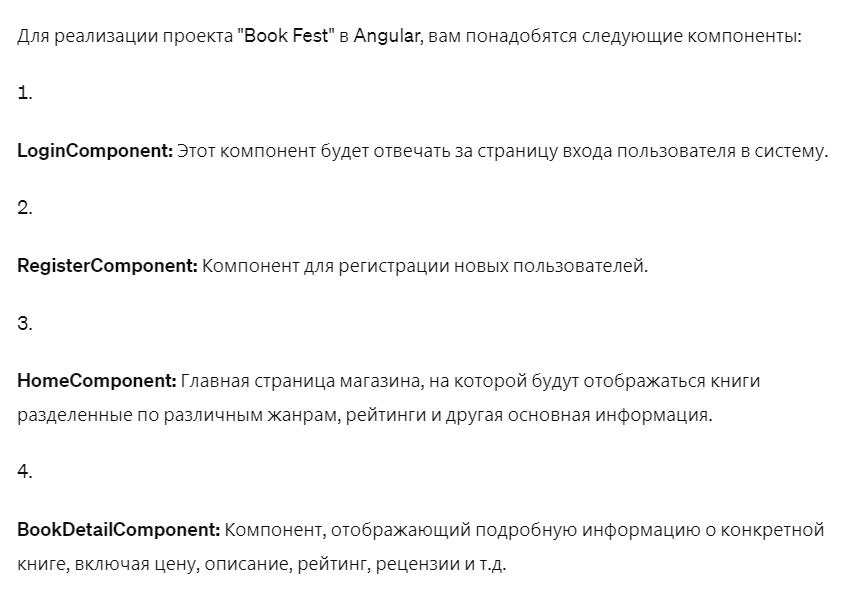 Для реализации проекта "Book Fest" в Angular, вам понадобятся следующие компоненты:
1.
LoginComponent: Этот компонент будет отвечать за страницу входа пользователя в систему.
2.
RegisterComponent: Компонент для регистрации новых пользователей.
3.
HomeComponent: Главная страница магазина, на которой будут отображаться книги
разделенные по различным жанрам, рейтинги и другая основная информация.
4.
BookDetailComponent: Компонент, отображающий подробную информацию о конкретной
книге, включая цену, описание, рейтинг, рецензии и т.д.